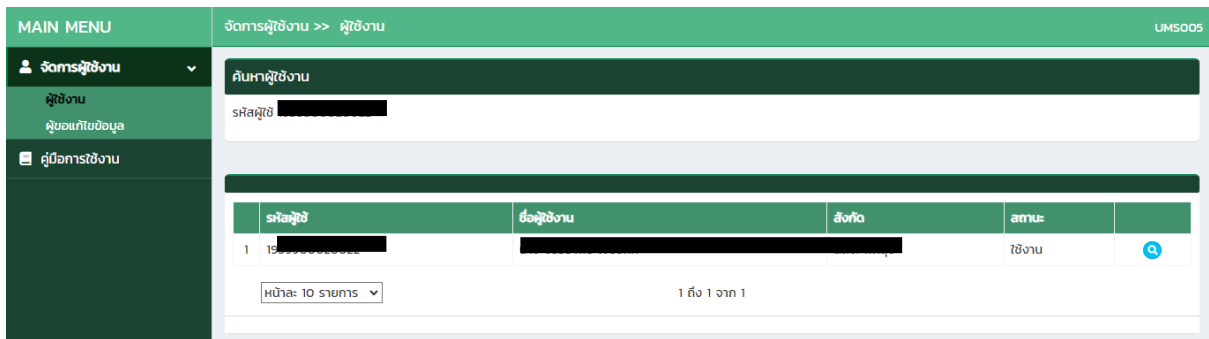 MAIN MENU
จัดการผู้ใช้งาน >> ผู้ใช้งาน
UMS005
จัดการผู้ใช้งาน
ผู้ใช้งาน
ผู้ขอแก้ไขข้อมูล
คู่มือการใช้งาน
ค้นหาผู้ใช้งาน
รหัสผู้ใช้
รหัสผู้ใช้ ชื่อผู้ใช้งาน สังกัด สถานะ
1 ใช้งาน
หน้าละ 10 รายการ 1 ถึง 1 จาก 1